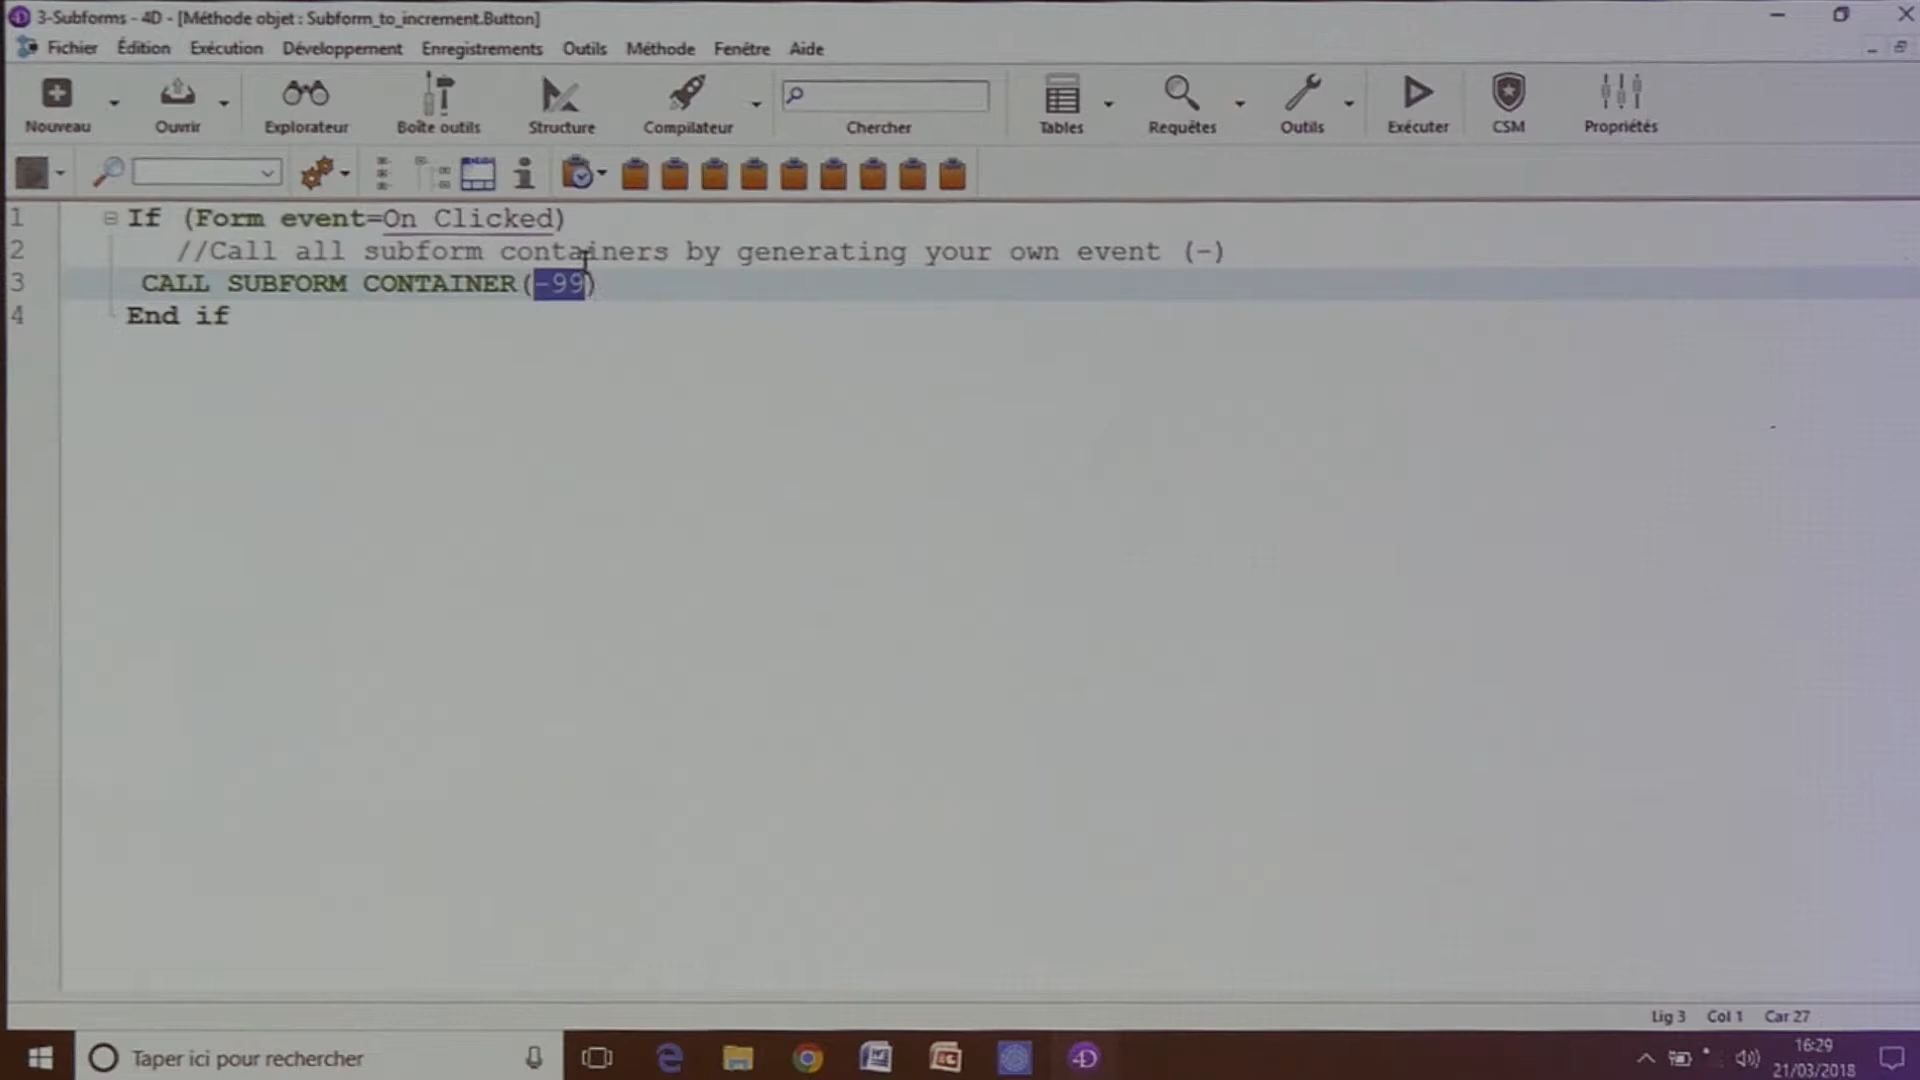 3-Subforms - 4D - [Méthode objet : Subform_to_increment.Button]
Fichier Édition Exécution Développement Enregistrements Outils Méthode Fenêtre Aide
Nouveau Ouvrir Explorateur Boîte outils Structure Compilateur Chercher Tables Requêtes Outils Exécuter CSM Propriétés
1 If (Form event=On Clicked)
2 //Call all subform containers by generating your own event (-)
3 CALL SUBFORM CONTAINER(-99)
4 End if
Lig 3 Col 1 Car 27
Taper ici pour rechercher
4D
16:29
21/03/2018